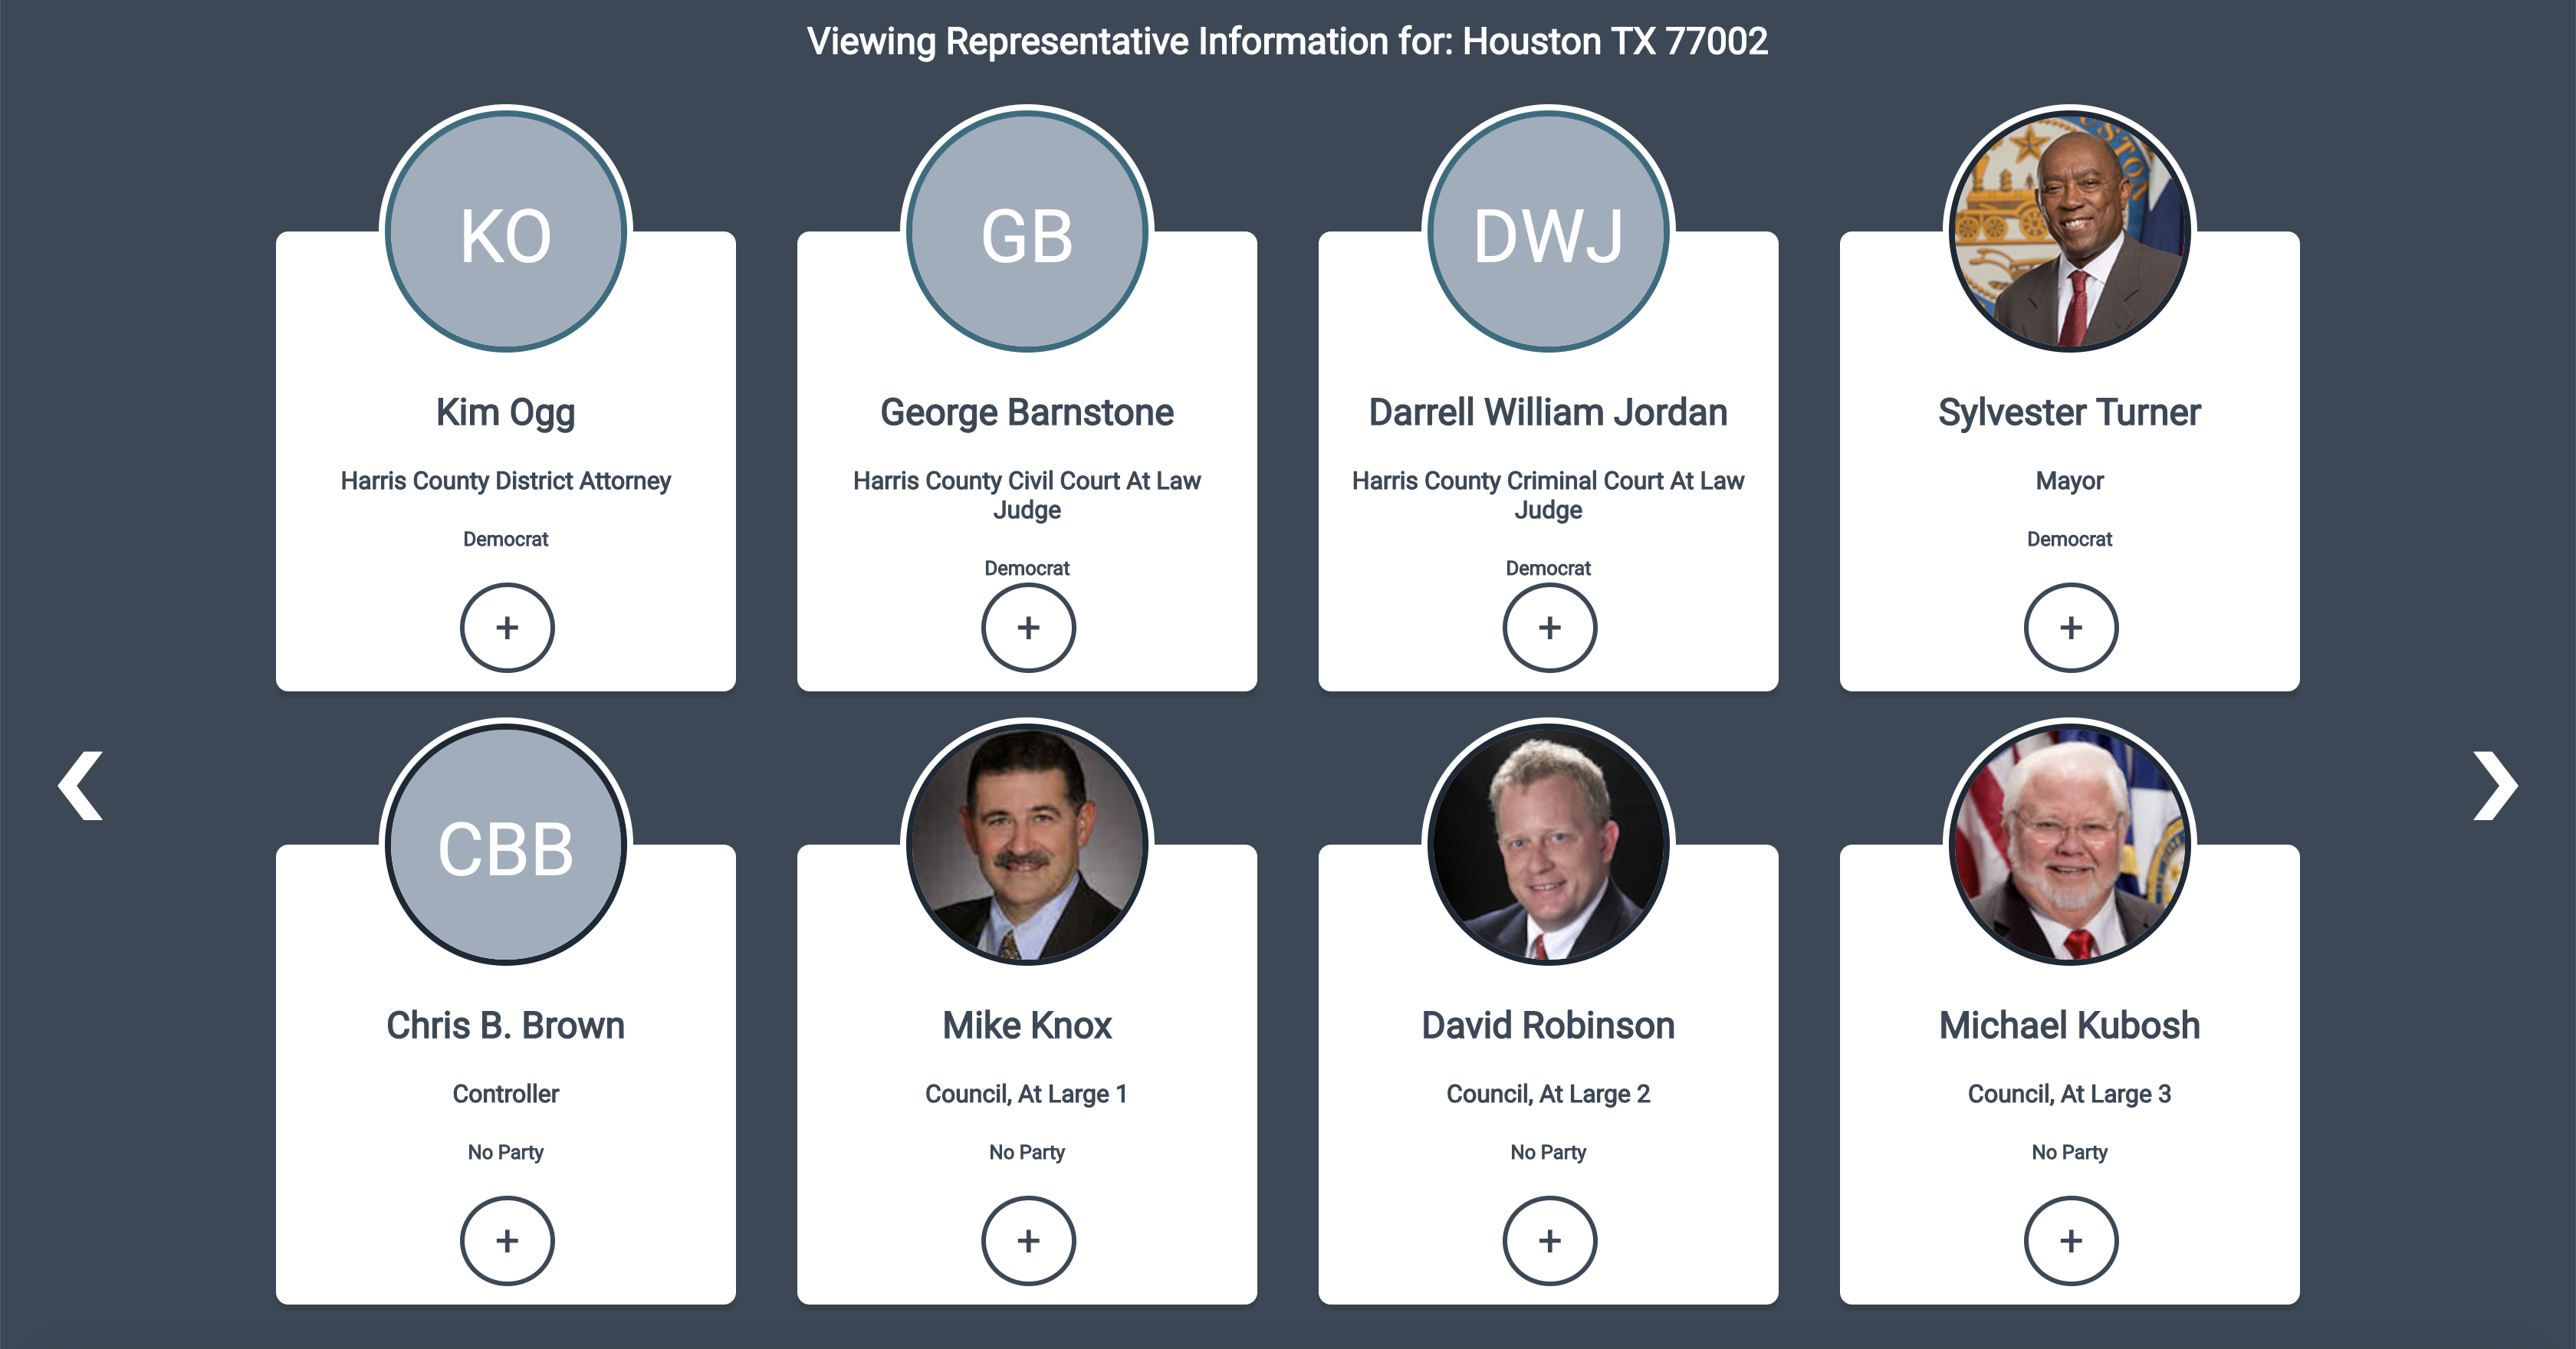 Viewing Representative Information for: Houston TX 77002
KO
Kim Ogg
Harris County District Attorney
Democrat
+
GB
George Barnstone
Harris County Civil Court At Law
Judge
Democrat
+
DWJ
Darrell William Jordan
Harris County Criminal Court At Law
Judge
Democrat
+
Sylvester Turner
Mayor
Democrat
+
CBB
Chris B. Brown
Controller
No Party
+
Mike Knox
Council, At Large 1
No Party
+
David Robinson
Council, At Large 2
No Party
+
Michael Kubosh
Council, At Large 3
No Party
+